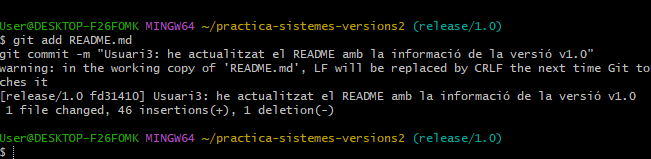 User@DESKTOP-F26FOMK MINGW64 ~/practica-sistemes-versions2 (release/1.0)
$ git add README.md
git commit -m "Usuari3: he actualitzat el README amb la informació de la versió v1.0"
warning: in the working copy of 'README.md', LF will be replaced by CRLF the next time Git tou
ches it
[release/1.0 fd31410] Usuari3: he actualitzat el README amb la informació de la versió v1.0
 1 file changed, 46 insertions(+), 1 deletion(-)
User@DESKTOP-F26FOMK MINGW64 ~/practica-sistemes-versions2 (release/1.0)
$